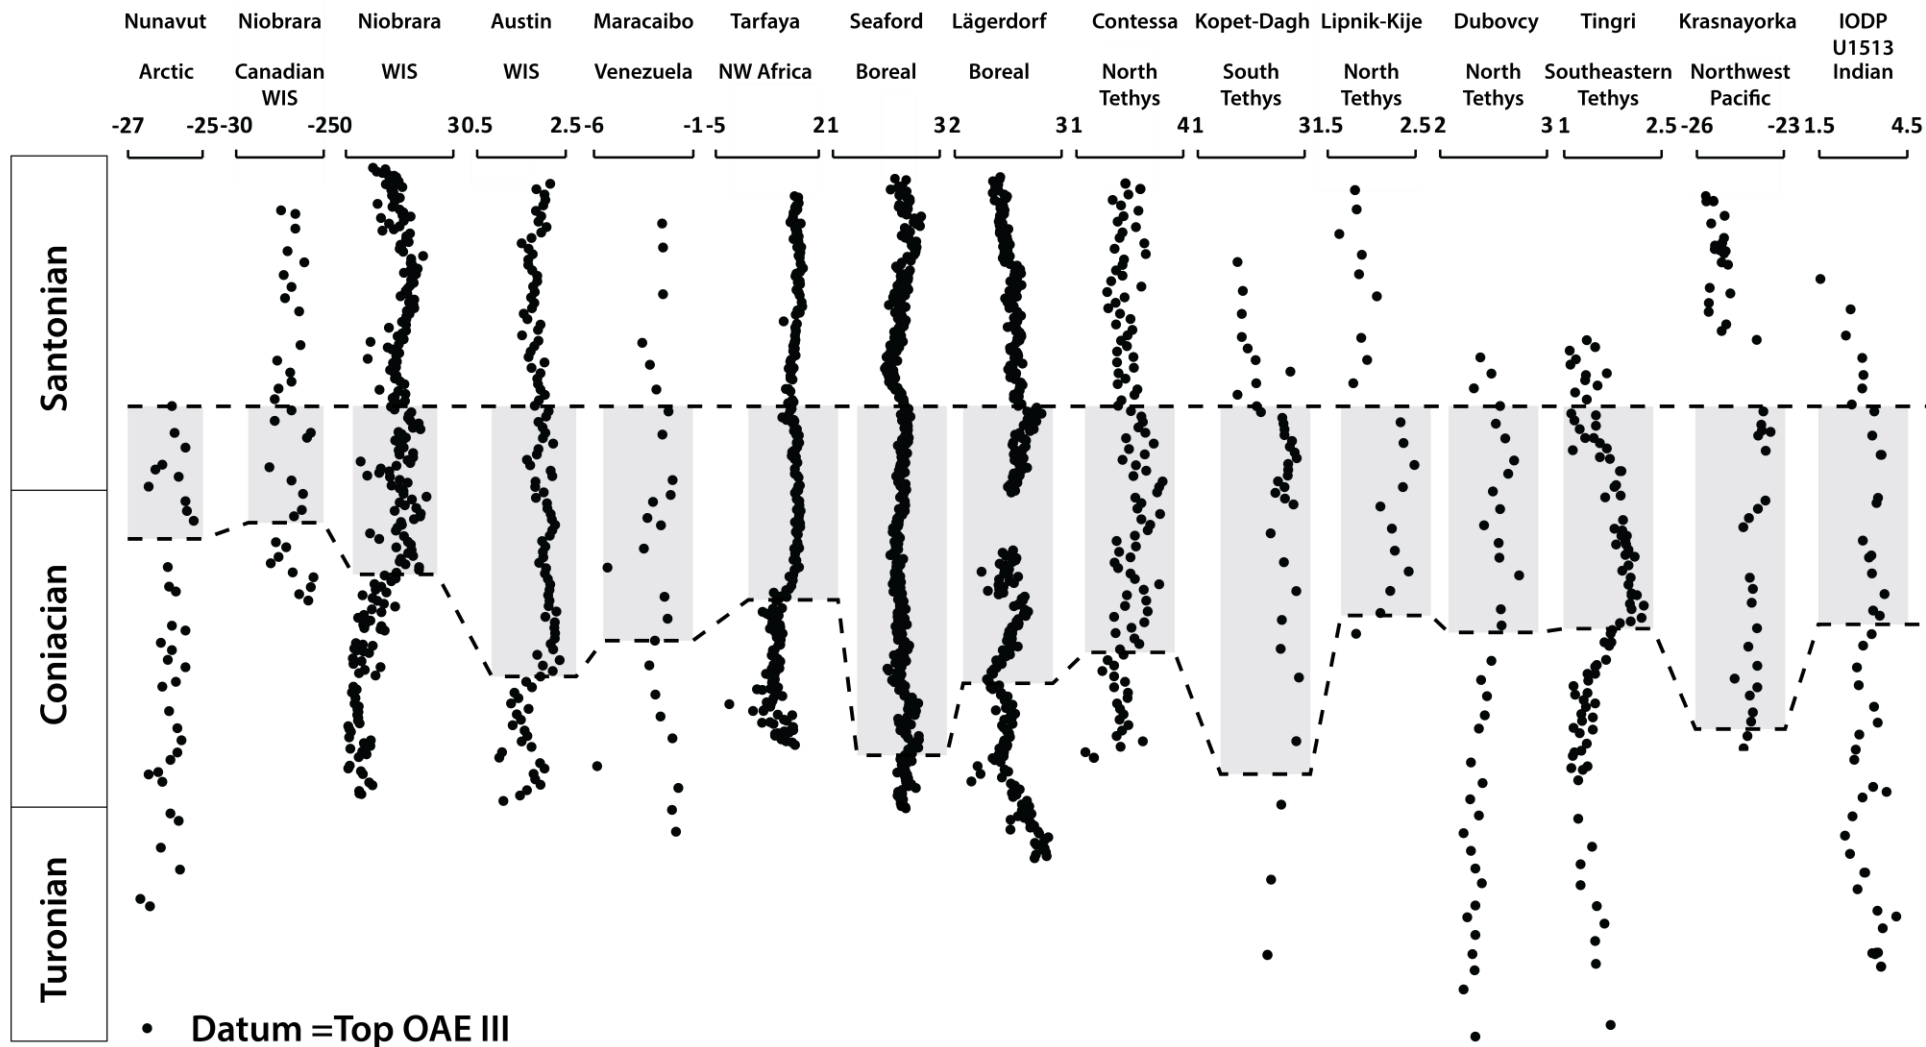 Nunavut Niobrara Niobrara Austin Maracaibo Tarfaya Seaford Lägerdorf Contessa Kopet-Dagh Lipnik-Kije Dubovcy Tingri Krasnayorka IODP
U1513
Arctic Canadian WIS WIS Venezuela NW Africa Boreal Boreal North South North North Southeastern Northwest Indian
WIS Tethys Tethys Tethys Tethys Tethys Pacific
-27 -25 -30 -25 0 3 0.5 2.5 -6 -1 -5 2 1 3 2 3 1 4 1 3 1.5 2.5 2 3 1 2.5 -26 -23 1.5 4.5
Santonian
Coniacian
Turonian
Datum =Top OAE III